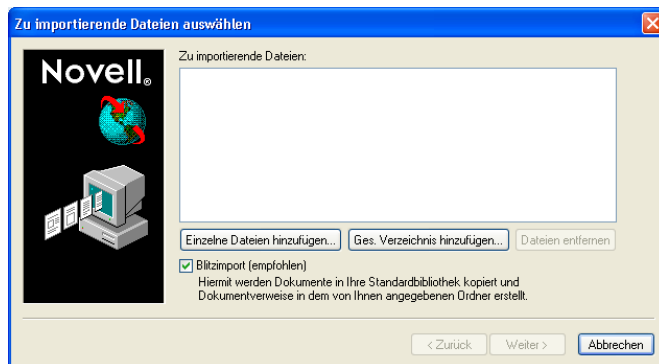 Zu importierende Dateien auswählen
Novell®
Zu importierende Dateien:
Einzelne Dateien hinzufügen... Ges. Verzeichnis hinzufügen... Dateien entfernen
Blitzimport (empfohlen)
Hiermit werden Dokumente in Ihre Standardbibliothek kopiert und
Dokumentverweise in dem von Ihnen angegebenen Ordner erstellt.
< Zurück Weiter > Abbrechen